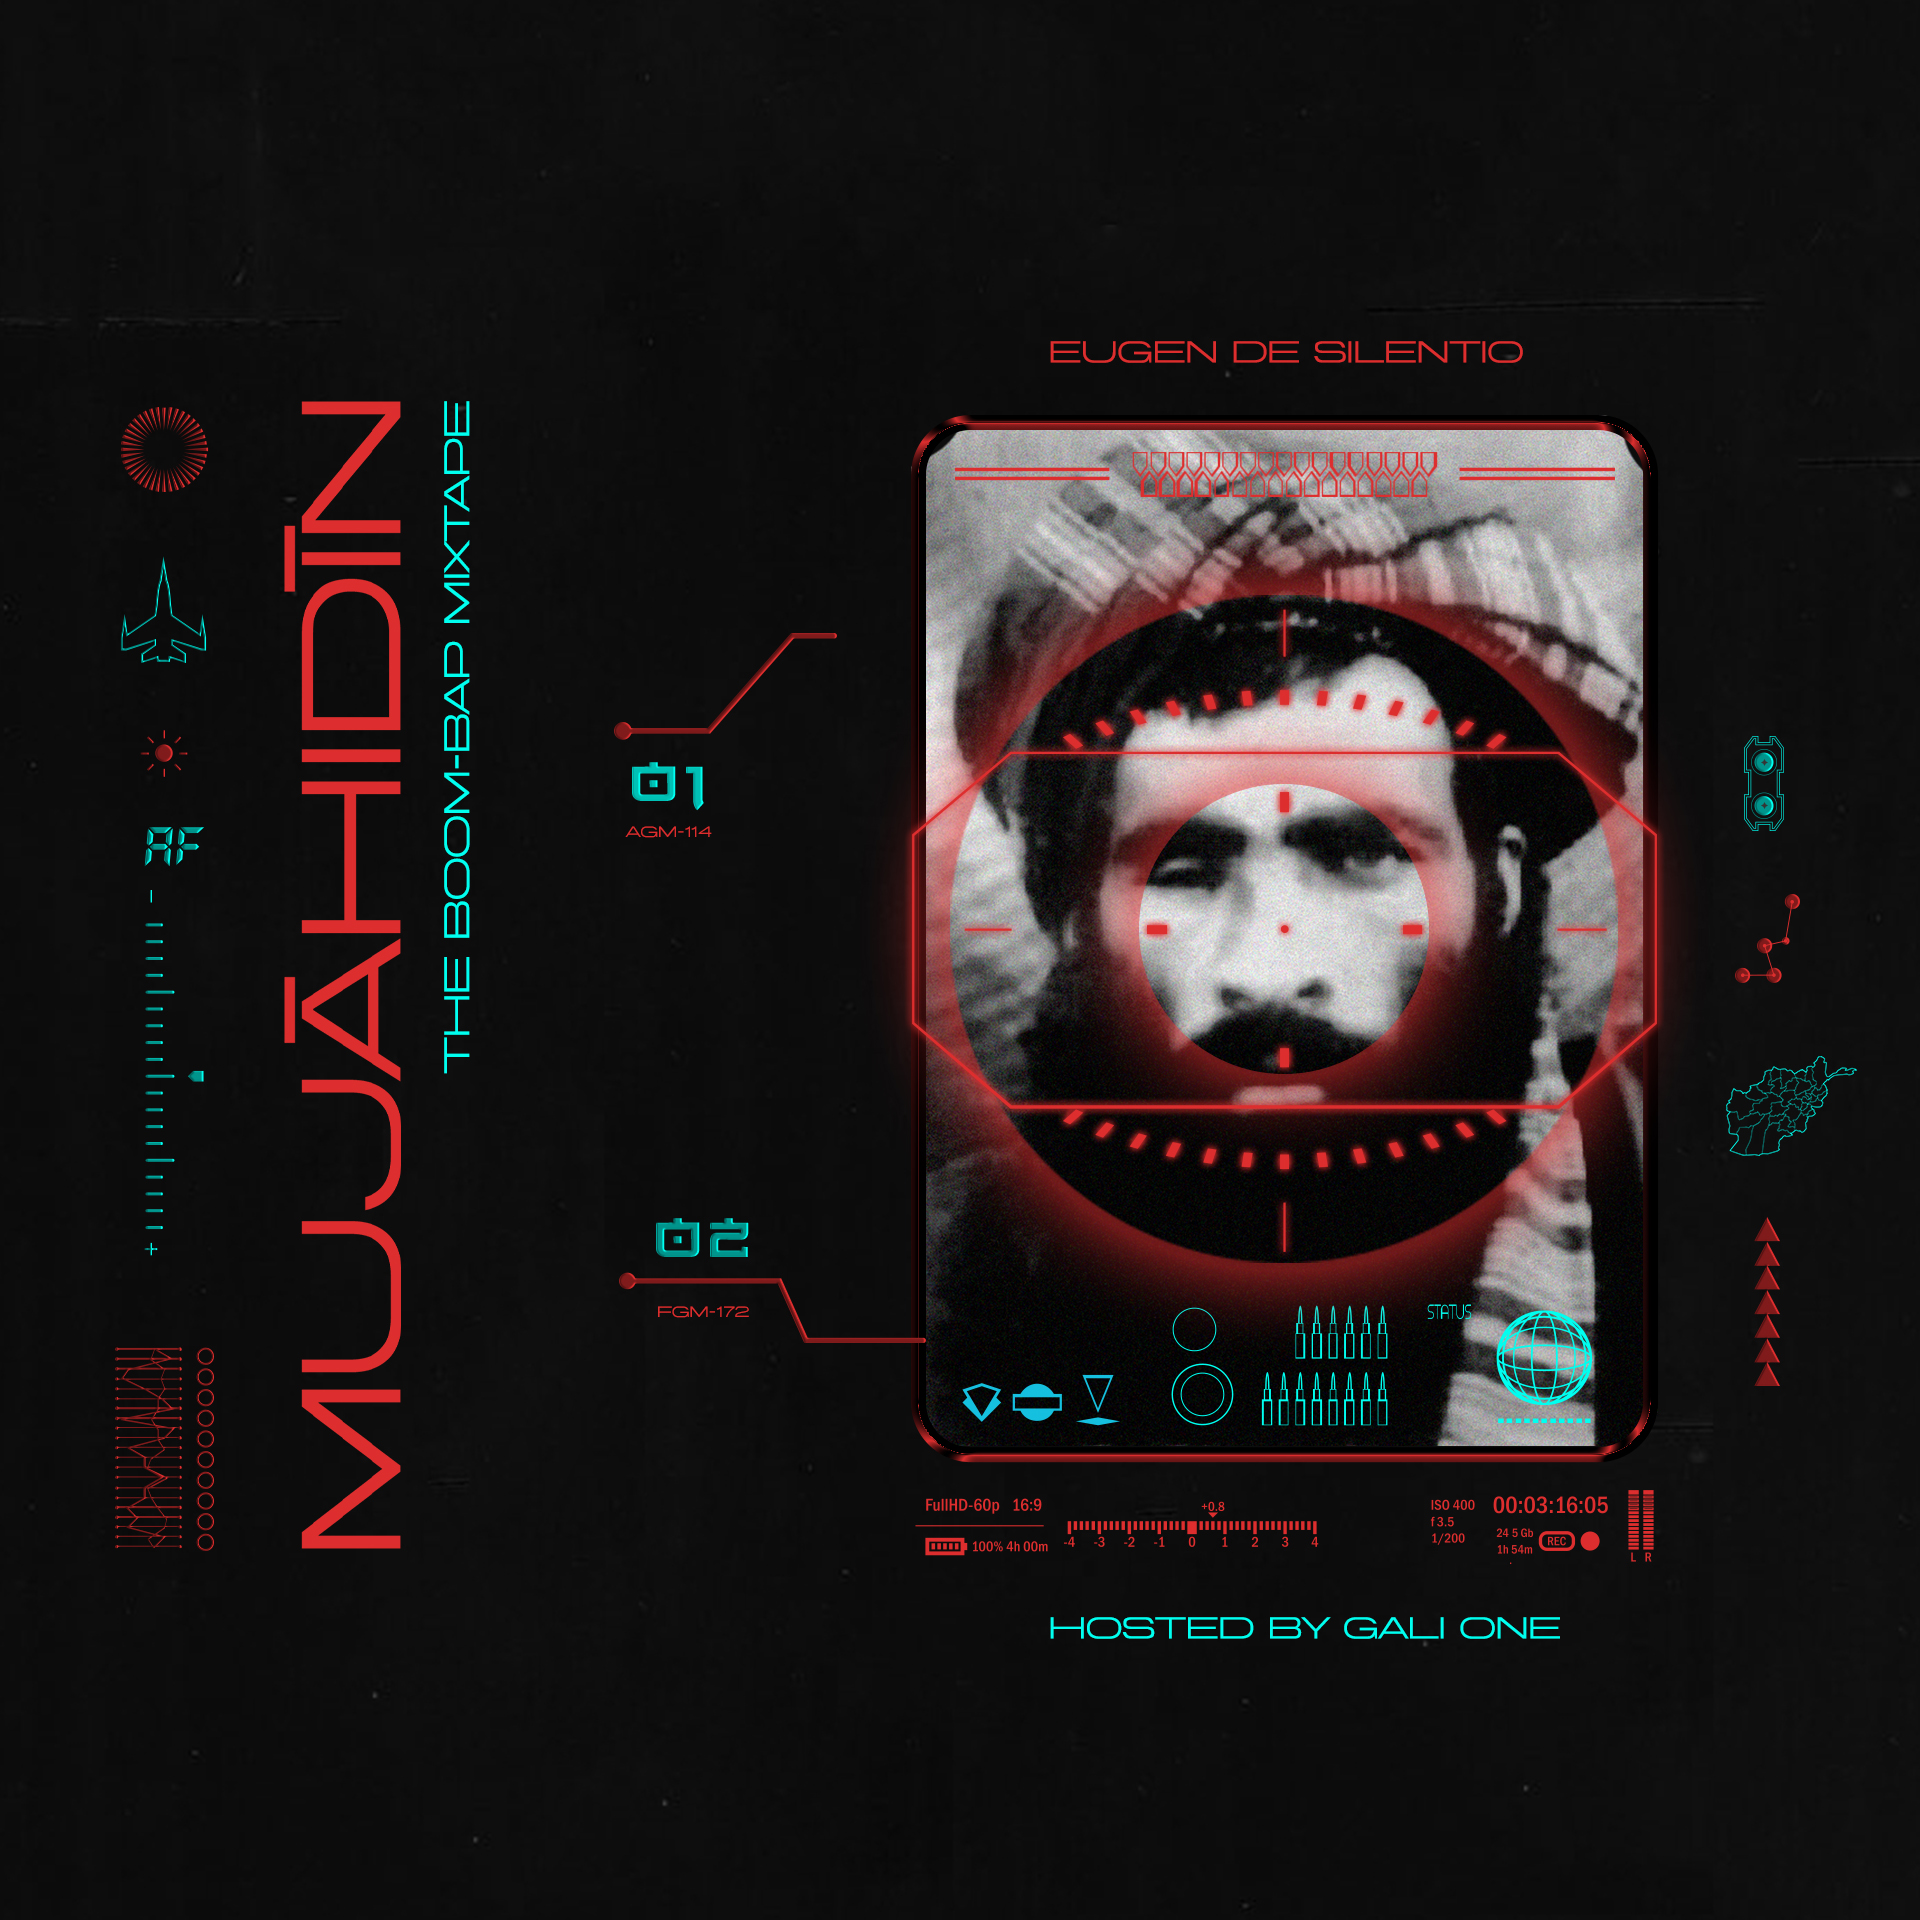 EUGEN DE SILENTIO
MUJĀHIDĪN
THE BOOM-BAP MIXTAPE
AF
-
+
01
AGM-114
02
FGM-172
STATUS
FullHD-60p 16:9
100% 4h 00m
+0.8
-4 -3 -2 -1 0 1 2 3 4
ISO 400
f 3.5
1/200
00:03:16:05
24 5 Gb
1h 54m
REC
L R
HOSTED BY GALI ONE